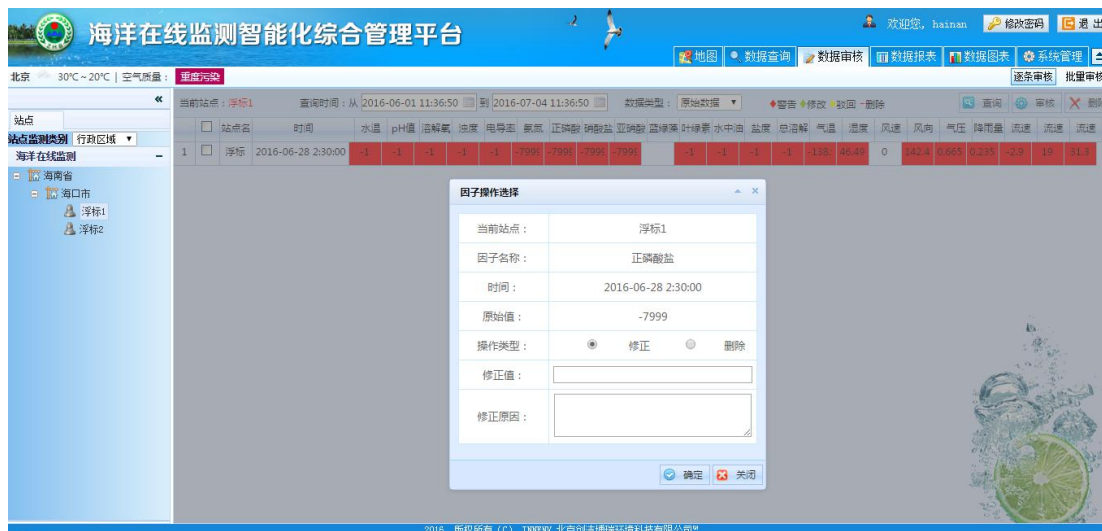 海洋在线监测智能化综合管理平台
欢迎您, hainan 修改密码 退 出
地图 数据查询 数据审核 数据报表 数据图表 系统管理
北京 30℃~20℃ | 空气质量： 重度污染 逐条审核 批量审核
站点
站点监测类别 行政区域
海洋在线监测
海南省
海口市
浮标1
浮标2
当前站点：浮标1 查询时间：从 2016-06-01 11:36:50 到 2016-07-04 11:36:50 数据类型： 原始数据 警告 修改 驳回 删除 查询 审核
站点名 时间 水温 pH值 溶解氧 浊度 电导率 氨氮 正磷酸 硝酸盐 亚硝酸 蓝绿藻 叶绿素 水中油 盐度 总溶解 气温 湿度 风速 风向 气压 降雨量 流速 流速 流速
1 浮标 2016-06-28 2:30:00 -1 -1 -1 -1 -1 -7999 -7999 -7999 -7999 -1 -1 -1 -1 -138. 46.49 0 142.4 0.665 0.235 -2.9 19 31.3
因子操作选择
当前站点： 浮标1
因子名称： 正磷酸盐
时间： 2016-06-28 2:30:00
原始值： -7999
操作类型： 修正 删除
修正值：
修正原因：
确定 关闭
2016 版权所有 (C)